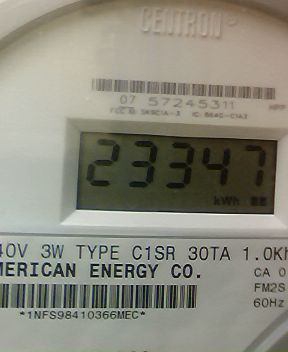 CENTRON
07 57245311
23347
kWh
40V 3W TYPE C1SR 30TA 1.0Kh
MERICAN ENERGY CO.
CA 0
FM2S
60Hz
*1NFS98410366MEC*